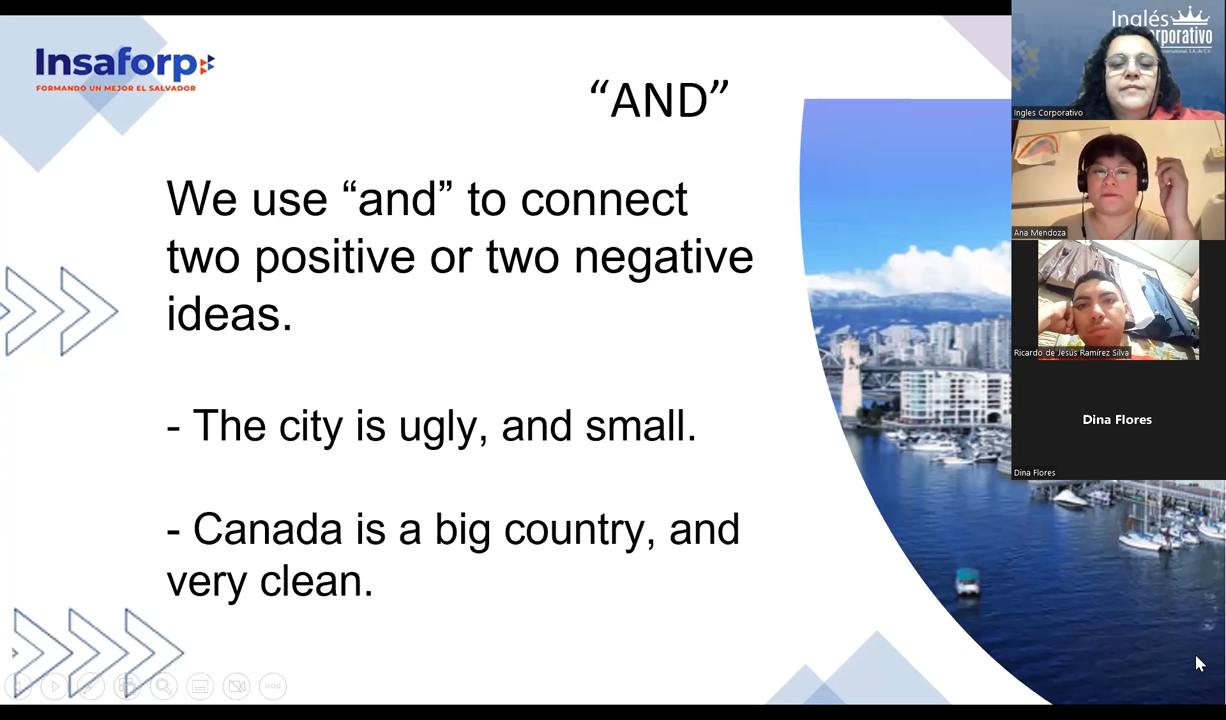 Insaforp
FORMANDO UN MEJOR EL SALVADOR
“AND”
We use “and” to connect
two positive or two negative
ideas.
- The city is ugly, and small.
- Canada is a big country, and
very clean.
Inglés
Corporativo
Ingles Corporativo
Ana Mendoza
Ricardo de Jesús Ramírez Silva
Dina Flores
Dina Flores